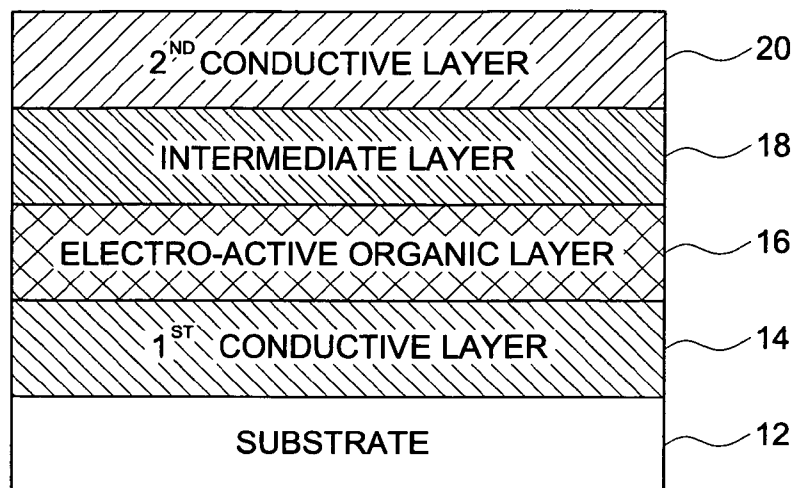 2ND CONDUCTIVE LAYER 20
INTERMEDIATE LAYER 18
ELECTRO-ACTIVE ORGANIC LAYER 16
1ST CONDUCTIVE LAYER 14
SUBSTRATE 12